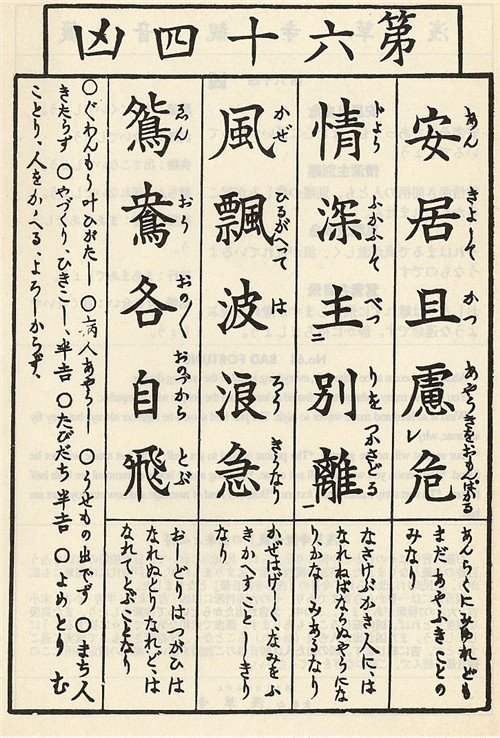 第六十四凶
安居且慮レ危
あん きよして かつ あやうきをおもんぱかる
情深主三別離一
じよう ふかふして べつりをつかさどる
風飄波浪急
かぜ ひるがへつて は ろう きうなり
鴛鴦各自飛
ゑん おう おの／＼ おのづから とぶ
あんらくにみゆれども
まだあやふきことの
みなり
なさけぶかき人には
なれねばならぬやうにな
りかなしみあるなり
かぜはげしくなみをふ
きかへすことしきり
なり
おしどりはつがひは
なれぬものなれど、は
なれてとぶことなり
○ぐわんもう叶ひがたし ○病人あやうし ○うせもの出でず ○まち人
きたらず ○やづくり、ひきこし、半吉 ○たびだち半吉 ○よめとり む
ことり、人をかゝへる、よろしからず、